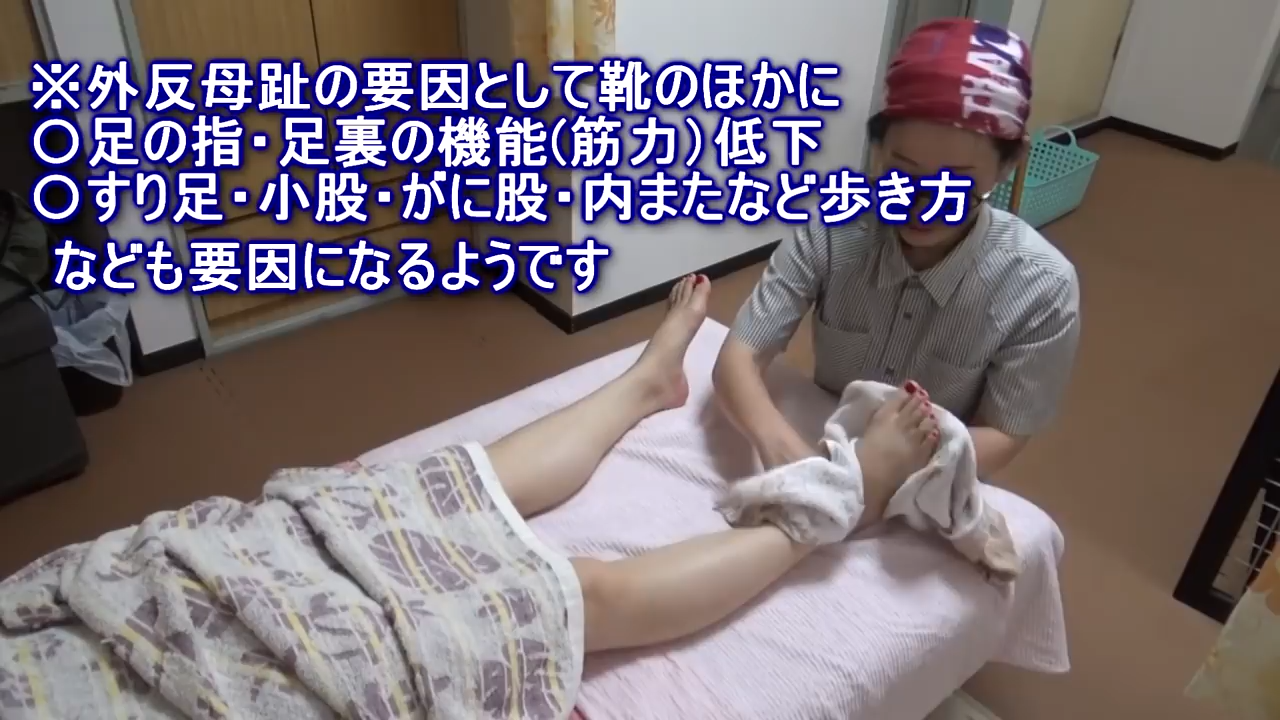 ※外反母趾の要因として靴のほかに
〇足の指・足裏の機能(筋力)低下
〇すり足・小股・がに股・内またなど歩き方
なども要因になるようです